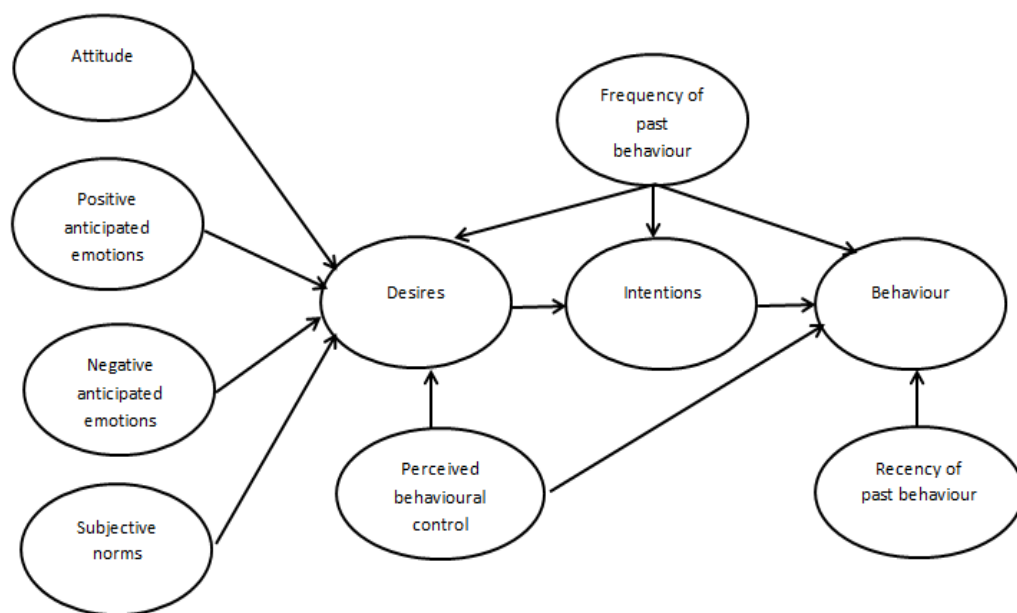 Attitude
Positive
anticipated
emotions
Negative
anticipated
emotions
Subjective
norms
Frequency of
past
behaviour
Desires
Intentions
Behaviour
Perceived
behavioural
control
Recency of
past behaviour